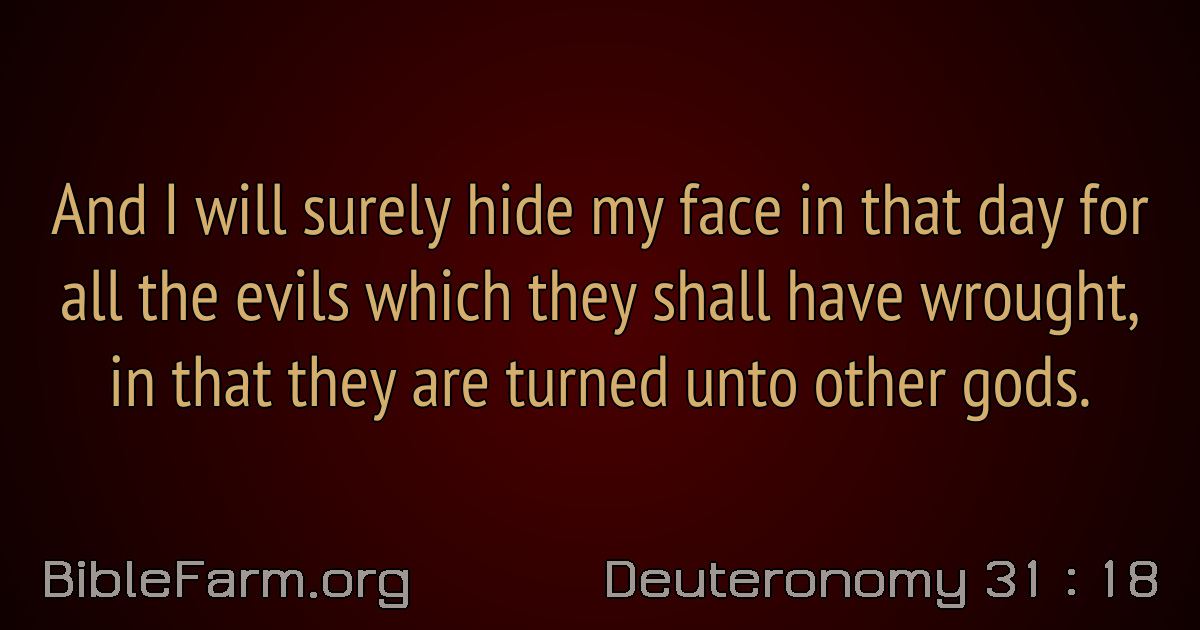 And I will surely hide my face in that day for
all the evils which they shall have wrought,
in that they are turned unto other gods.
BibleFarm.org
Deuteronomy 31 : 18